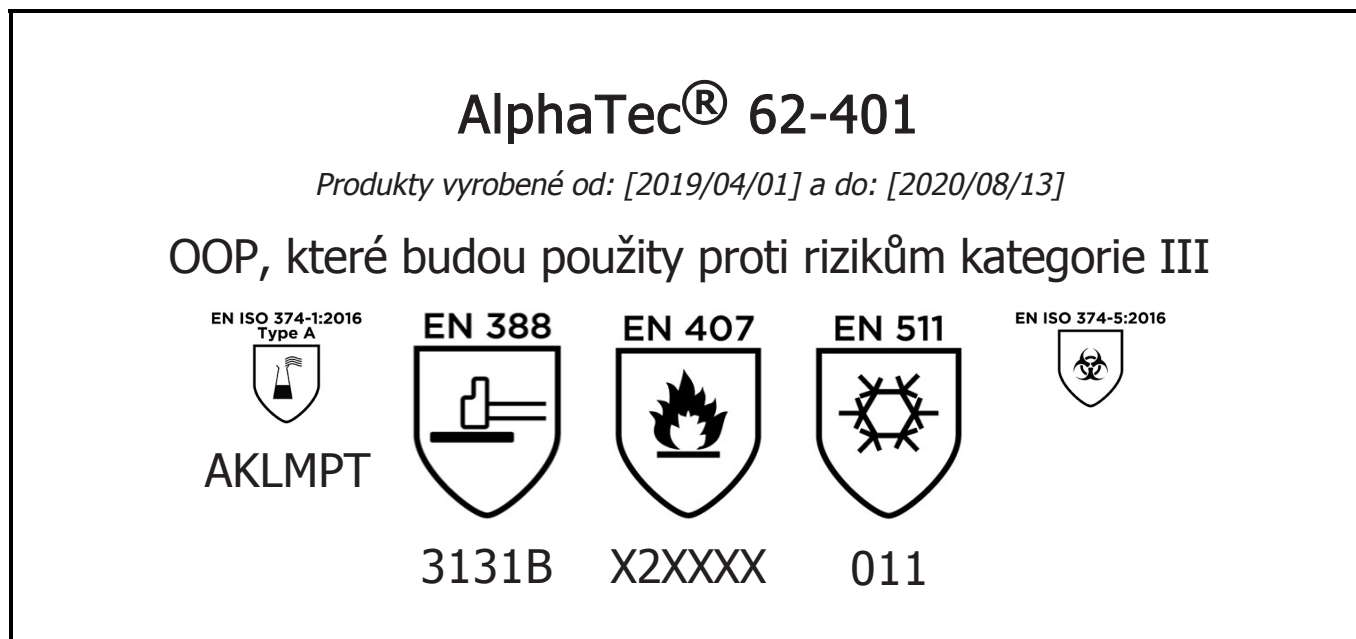 AlphaTec® 62-401
Produkty vyrobené od: [2019/04/01] a do: [2020/08/13]
OOP, které budou použity proti rizikům kategorie III
EN ISO 374-1:2016
Type A
AKLMPT
EN 388
3131B
EN 407
X2XXXX
EN 511
011
EN ISO 374-5:2016